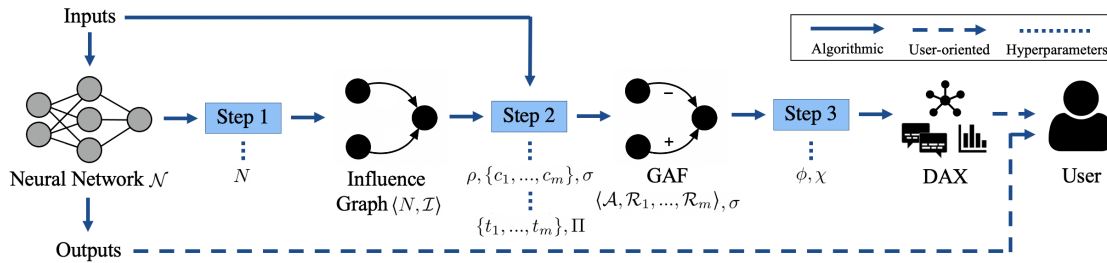 Inputs
Algorithmic
User-oriented
Hyperparameters
Step 1
Step 2
Step 3
−
+
Neural Network 𝒩
N
Influence
Graph ⟨N, ℐ⟩
ρ, {c₁, ..., cₘ}, σ
{t₁, ..., tₘ}, Π
GAF
⟨𝒜, ℛ₁, ..., ℛₘ⟩, σ
ϕ, χ
DAX
User
Outputs